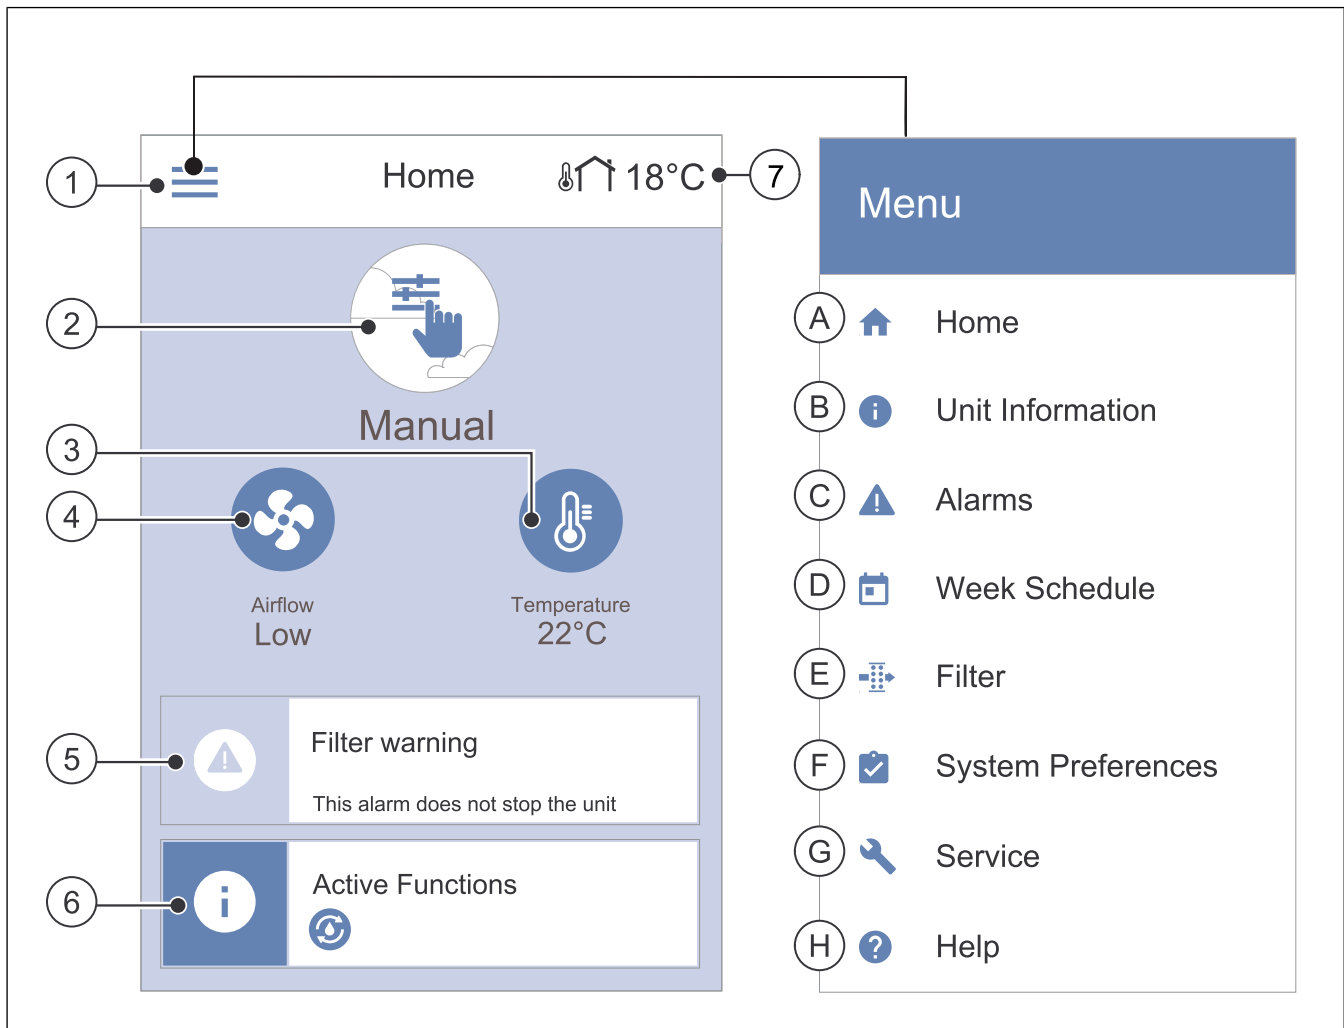 1
Home
18°C
7
2
Manual
3
4
Airflow
Low
Temperature
22°C
5
Filter warning
This alarm does not stop the unit
6
Active Functions
Menu
A Home
B Unit Information
C Alarms
D Week Schedule
E Filter
F System Preferences
G Service
H Help